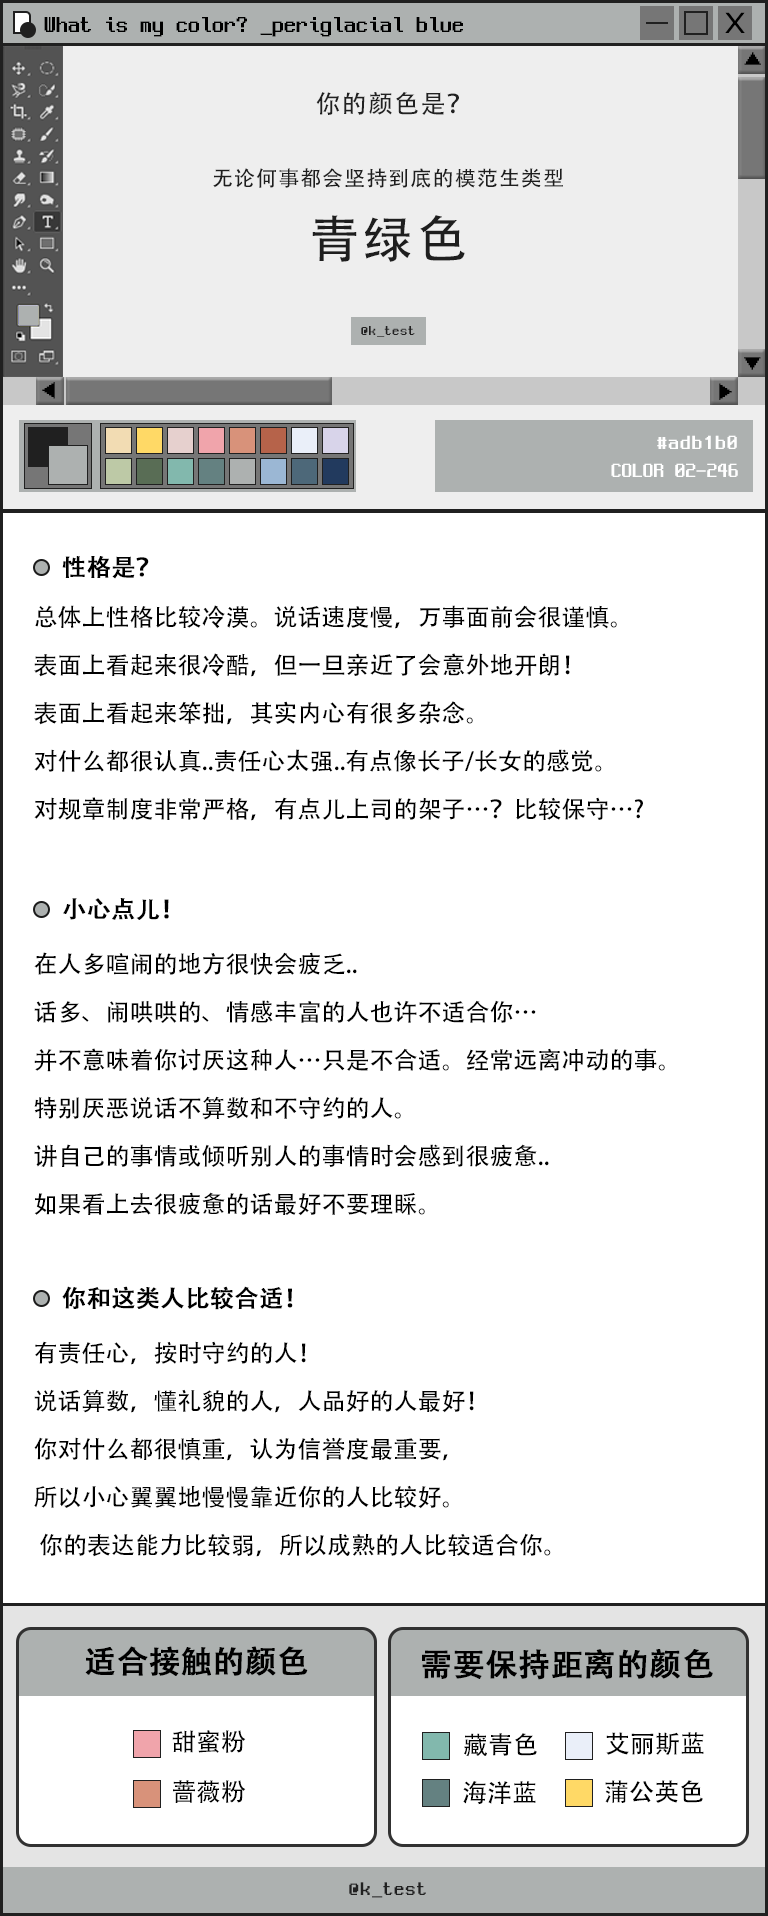 What is my color? _periglacial blue
你的颜色是?
无论何事都会坚持到底的模范生类型
青绿色
@k_test
#adb1b0
COLOR 02-246
性格是?
总体上性格比较冷漠。说话速度慢，万事面前会很谨慎。
表面上看起来很冷酷，但一旦亲近了会意外地开朗！
表面上看起来笨拙，其实内心有很多杂念。
对什么都很认真..责任心太强..有点像长子/长女的感觉。
对规章制度非常严格，有点儿上司的架子…? 比较保守…?
小心点儿！
在人多喧闹的地方很快会疲乏..
话多、闹哄哄的、情感丰富的人也许不适合你…
并不意味着你讨厌这种人…只是不合适。经常远离冲动的事。
特别厌恶说话不算数和不守约的人。
讲自己的事情或倾听别人的事情时会感到很疲惫..
如果看上去很疲惫的话最好不要理睬。
你和这类人比较合适！
有责任心，按时守约的人！
说话算数，懂礼貌的人，人品好的人最好！
你对什么都很慎重，认为信誉度最重要，
所以小心翼翼地慢慢靠近你的人比较好。
你的表达能力比较弱，所以成熟的人比较适合你。
适合接触的颜色
甜蜜粉
蔷薇粉
需要保持距离的颜色
藏青色 艾丽斯蓝
海洋蓝 蒲公英色
@k_test